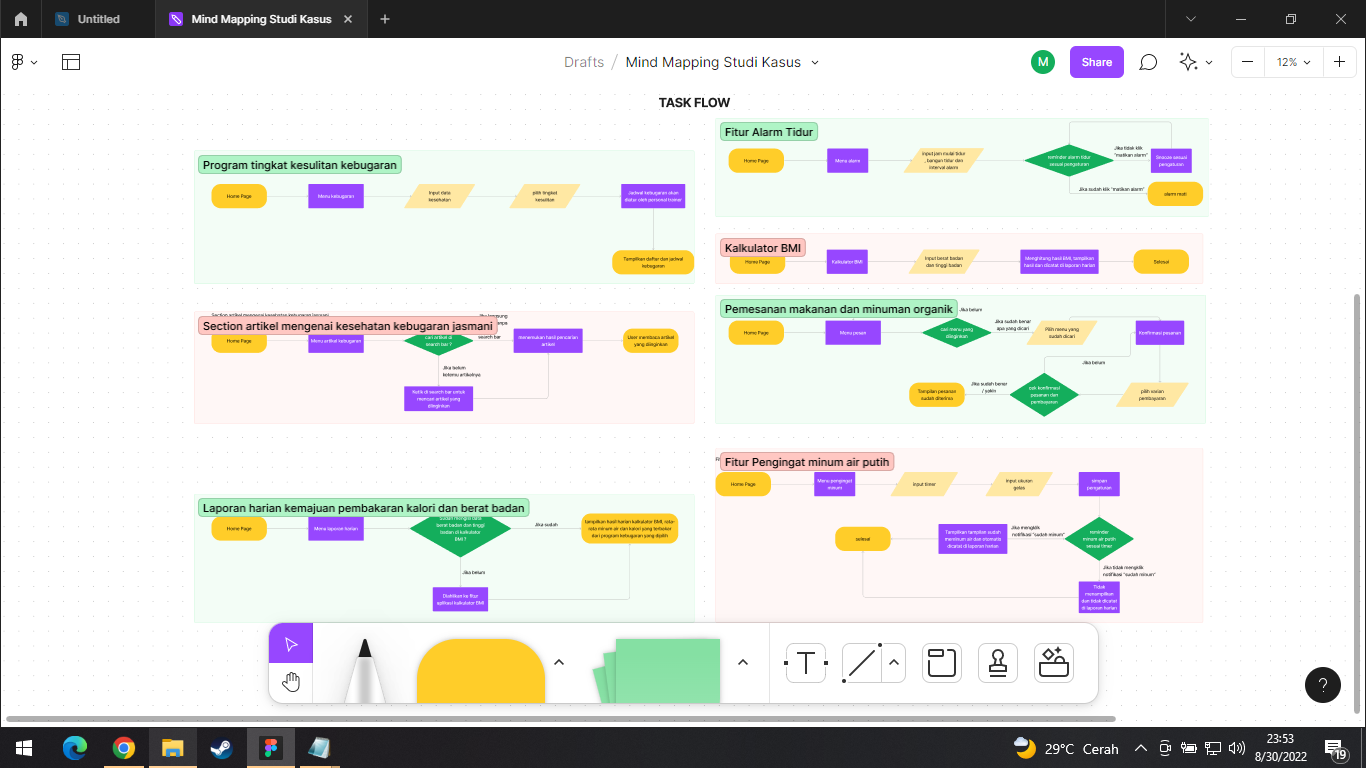 Untitled
Mind Mapping Studi Kasus
Drafts / Mind Mapping Studi Kasus
M
Share
12%
TASK FLOW
Program tingkat kesulitan kebugaran
Home Page
Menu kebugaran
Input data
kesehatan
pilih tingkat
kesulitan
Jadwal kebugaran akan
diatur oleh personal trainer
Tampilkan daftar dan jadwal
kebugaran
Section artikel mengenai kesehatan kebugaran jasmani
Home Page
Menu artikel kebugaran
cari artikel di
search bar ?
search bar
menemukan hasil pencarian
artikel
User membaca artikel
yang diinginkan
Jika belum
ketemu artikelnya
Ketik di search bar untuk
mencari artikel yang
diinginkan
Laporan harian kemajuan pembakaran kalori dan berat badan
Home Page
Menu laporan harian
berat badan dan tinggi
badan di kalkulator
BMI ?
Jika sudah
tampilkan hasil harian kalkulator BMI, rata-
rata minum air dan kalori yang terbakar
dari program kebugaran yang dipilih
Jika belum
Diarahkan ke fitur
aplikasi kalkulator BMI
Fitur Alarm Tidur
Home Page
Menu alarm
input jam mulai tidur
, bangun tidur dan
interval alarm
reminder alarm tidur
sesuai pengaturan
Jika tidak klik
"matikan alarm"
Snooze sesuai
pengaturan
Jika sudah klik "matikan alarm"
alarm mati
Kalkulator BMI
Home Page
Kalkulator BMI
Input berat badan
dan tinggi badan
Menghitung hasil BMI, tampilkan
hasil dan dicatat di laporan harian
Selesai
Pemesanan makanan dan minuman organik
Jika belum
Home Page
Menu pesan
cari menu yang
diinginkan
Jika sudah benar
apa yang dicari
Pilih menu yang
sudah dicari
Konfirmasi pesanan
Jika belum
Tampilan pesanan
sudah diterima
Jika sudah benar
/ yakin
cek konfirmasi
pesanan dan
pembayaran
pilih varian
pembayaran
Fitur Pengingat minum air putih
Home Page
Menu pengingat
minum
input timer
input ukuran
gelas
simpan
pengaturan
selesai
Tampilkan tampilan sudah
meminum air dan otomatis
dicatat di laporan harian
Jika mengklik
notifikasi "sudah minum"
reminder
minum air putih
sesuai timer
Jika tidak mengklik
notifikasi "sudah minum"
Tidak
menampilkan
dan tidak dicatat
di laporan harian
T
?
29°C Cerah
23:53
8/30/2022
19